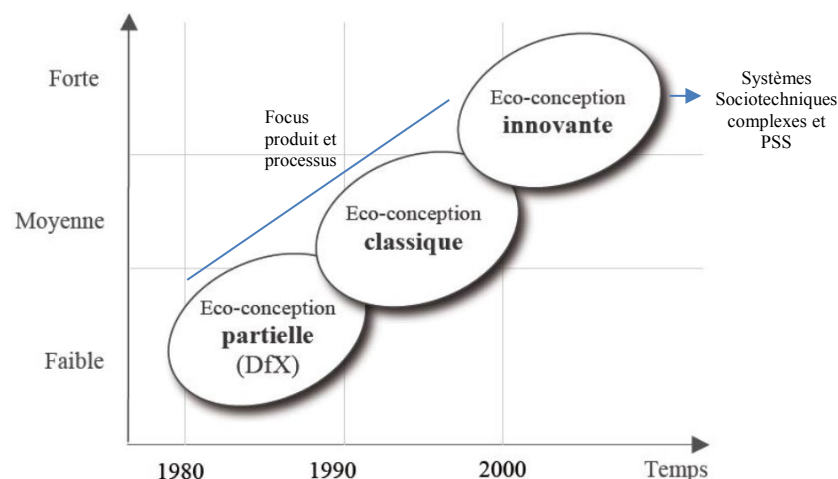 Forte
Moyenne
Faible
Focus
produit et
processus
Eco-conception
partielle
(DfX)
Eco-conception
classique
Eco-conception
innovante
Systèmes
Sociotechniques
complexes et
PSS
1980
1990
2000
Temps